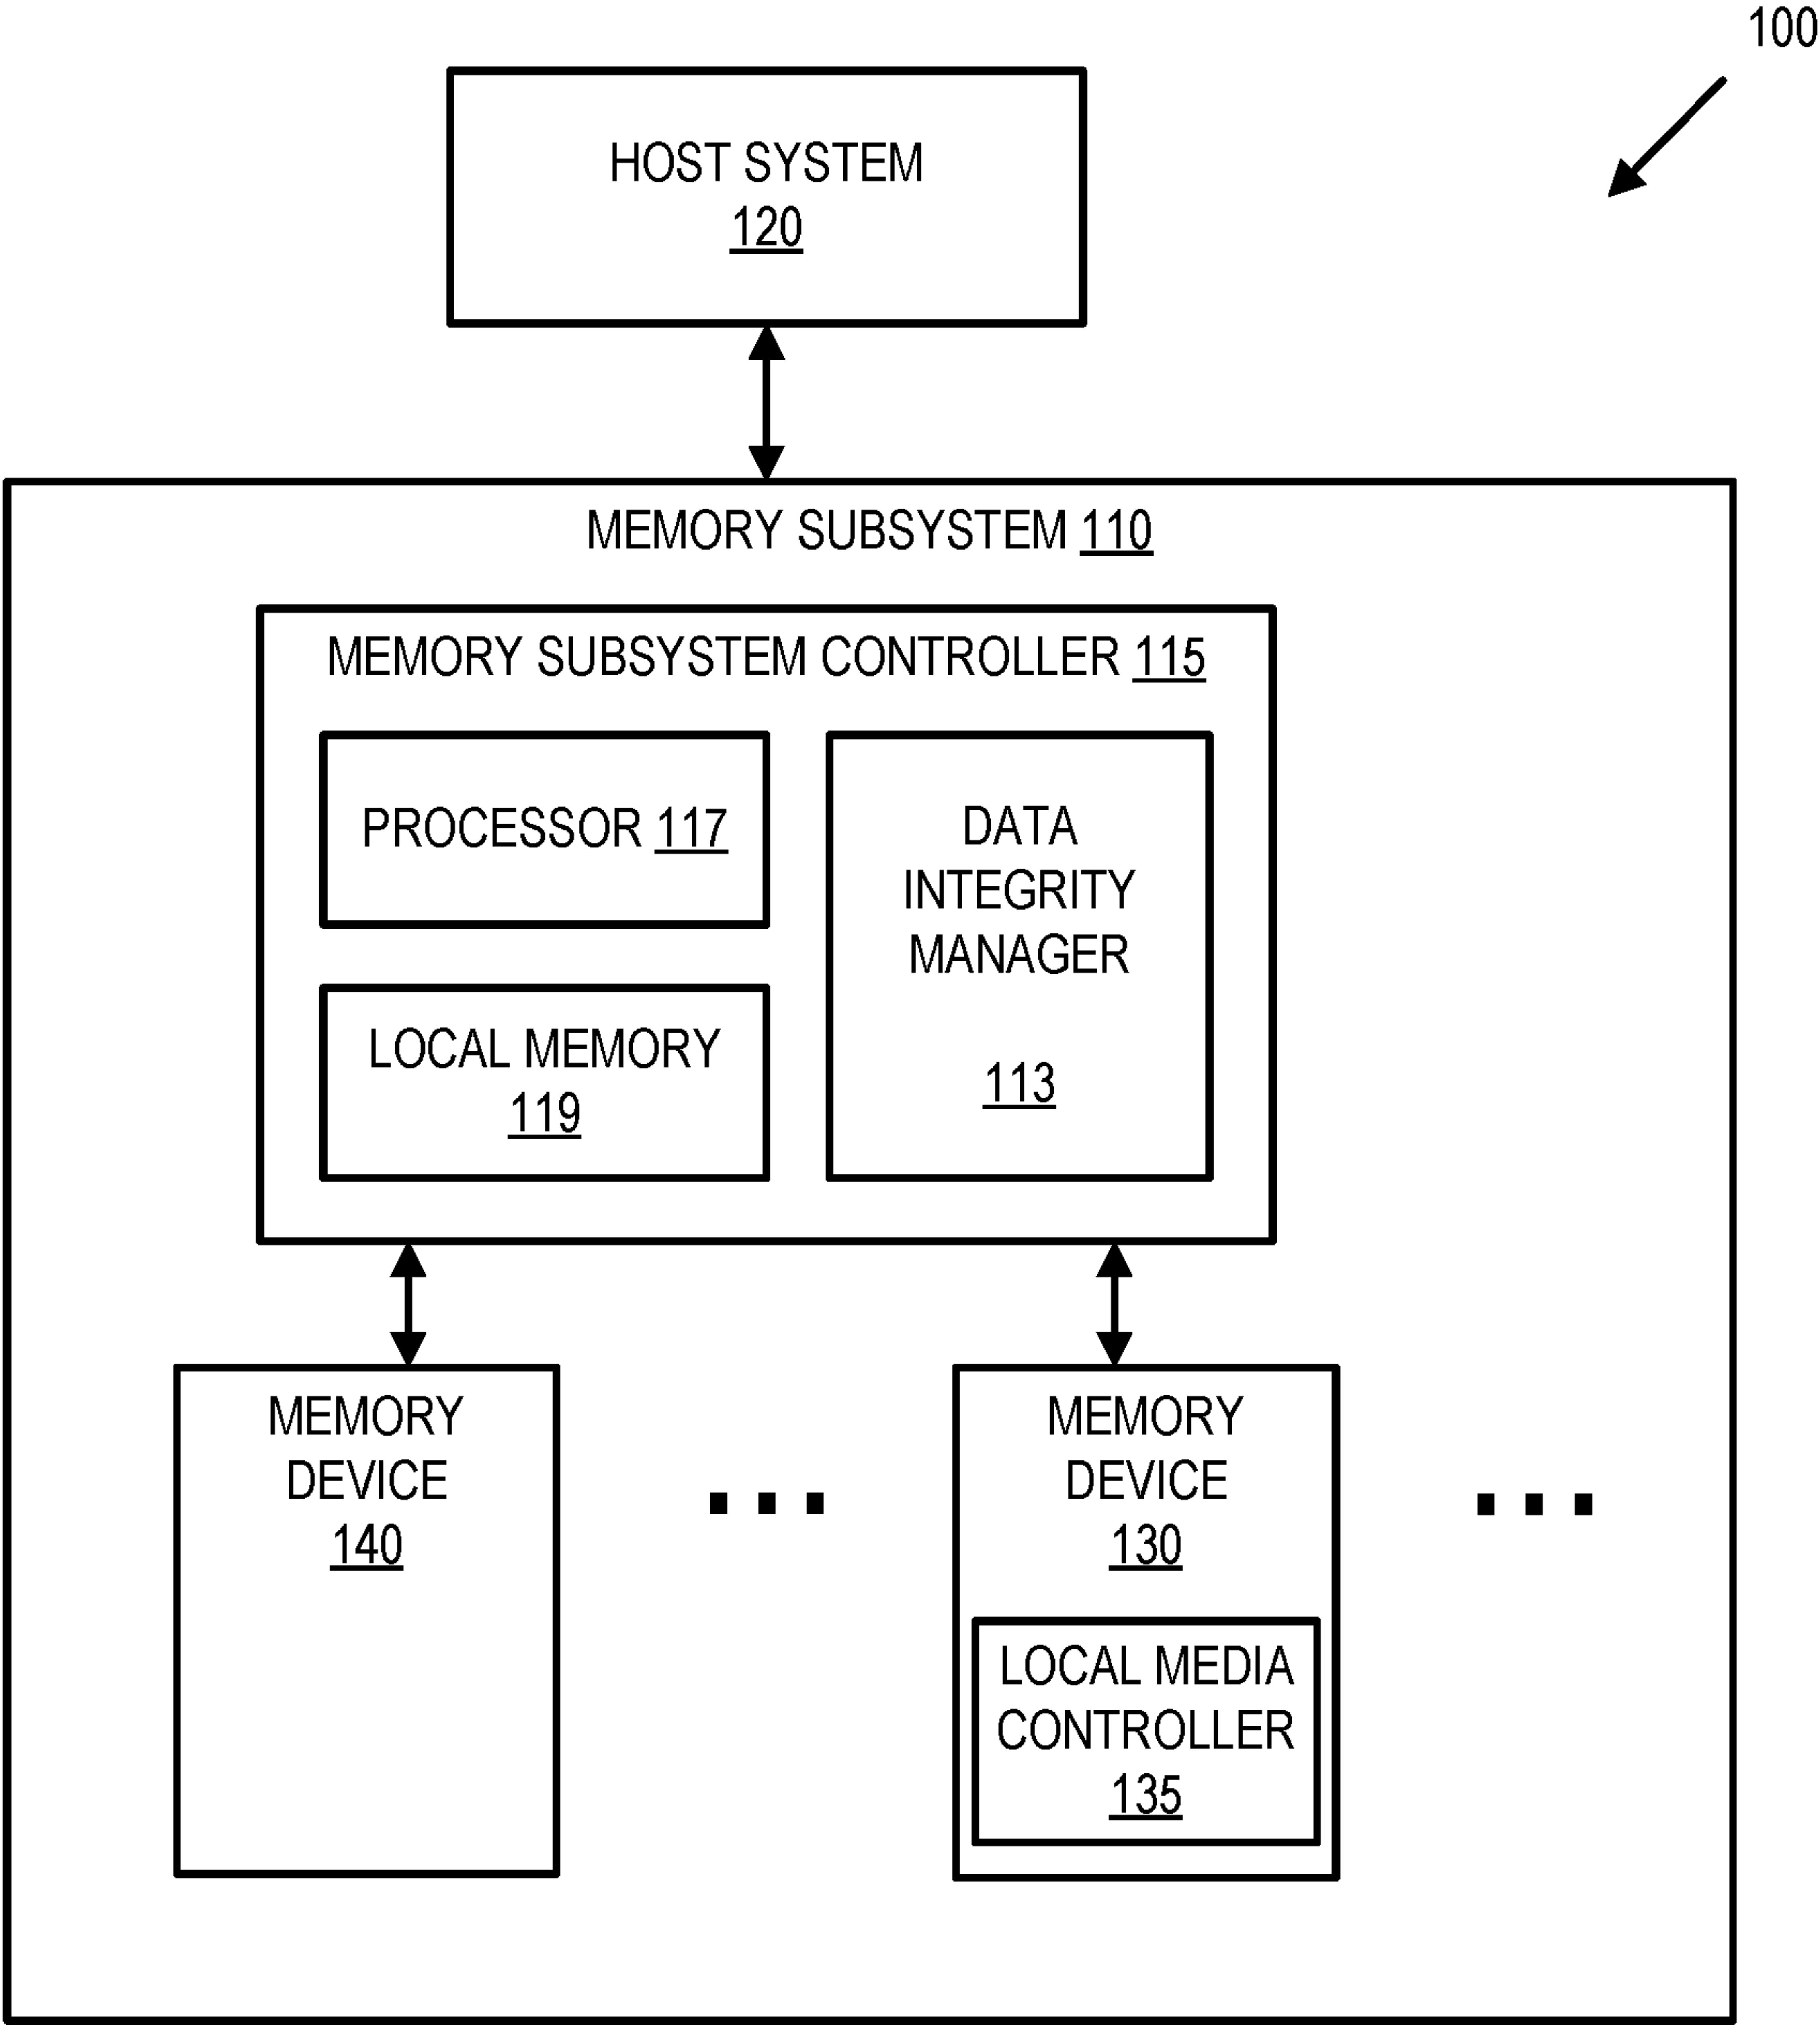 100
HOST SYSTEM
120
MEMORY SUBSYSTEM 110
MEMORY SUBSYSTEM CONTROLLER 115
PROCESSOR 117
LOCAL MEMORY
119
DATA
INTEGRITY
MANAGER
113
MEMORY
DEVICE
140
MEMORY
DEVICE
130
LOCAL MEDIA
CONTROLLER
135